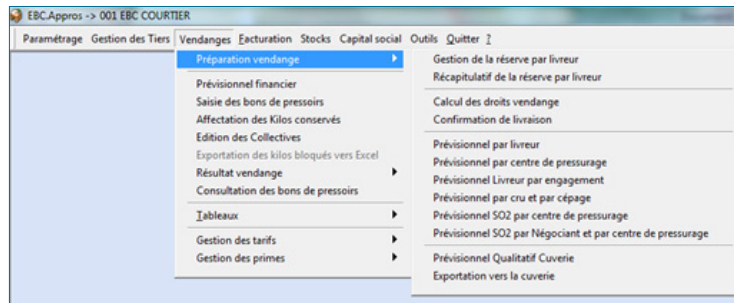 EBC.Appros -> 001 EBC COURTIER
Paramétrage Gestion des Tiers Vendanges Facturation Stocks Capital social Outils Quitter ?
Préparation vendange
Prévisionnel financier
Saisie des bons de pressoirs
Affectation des Kilos conservés
Edition des Collectives
Exportation des kilos bloqués vers Excel
Résultat vendange
Consultation des bons de pressoirs
Tableaux
Gestion des tarifs
Gestion des primes
Gestion de la réserve par livreur
Récapitulatif de la réserve par livreur
Calcul des droits vendange
Confirmation de livraison
Prévisionnel par livreur
Prévisionnel par centre de pressurage
Prévisionnel Livreur par engagement
Prévisionnel par cru et par cépage
Prévisionnel SO2 par centre de pressurage
Prévisionnel SO2 par Négociant et par centre de pressurage
Prévisionnel Qualitatif Cuverie
Exportation vers la cuverie